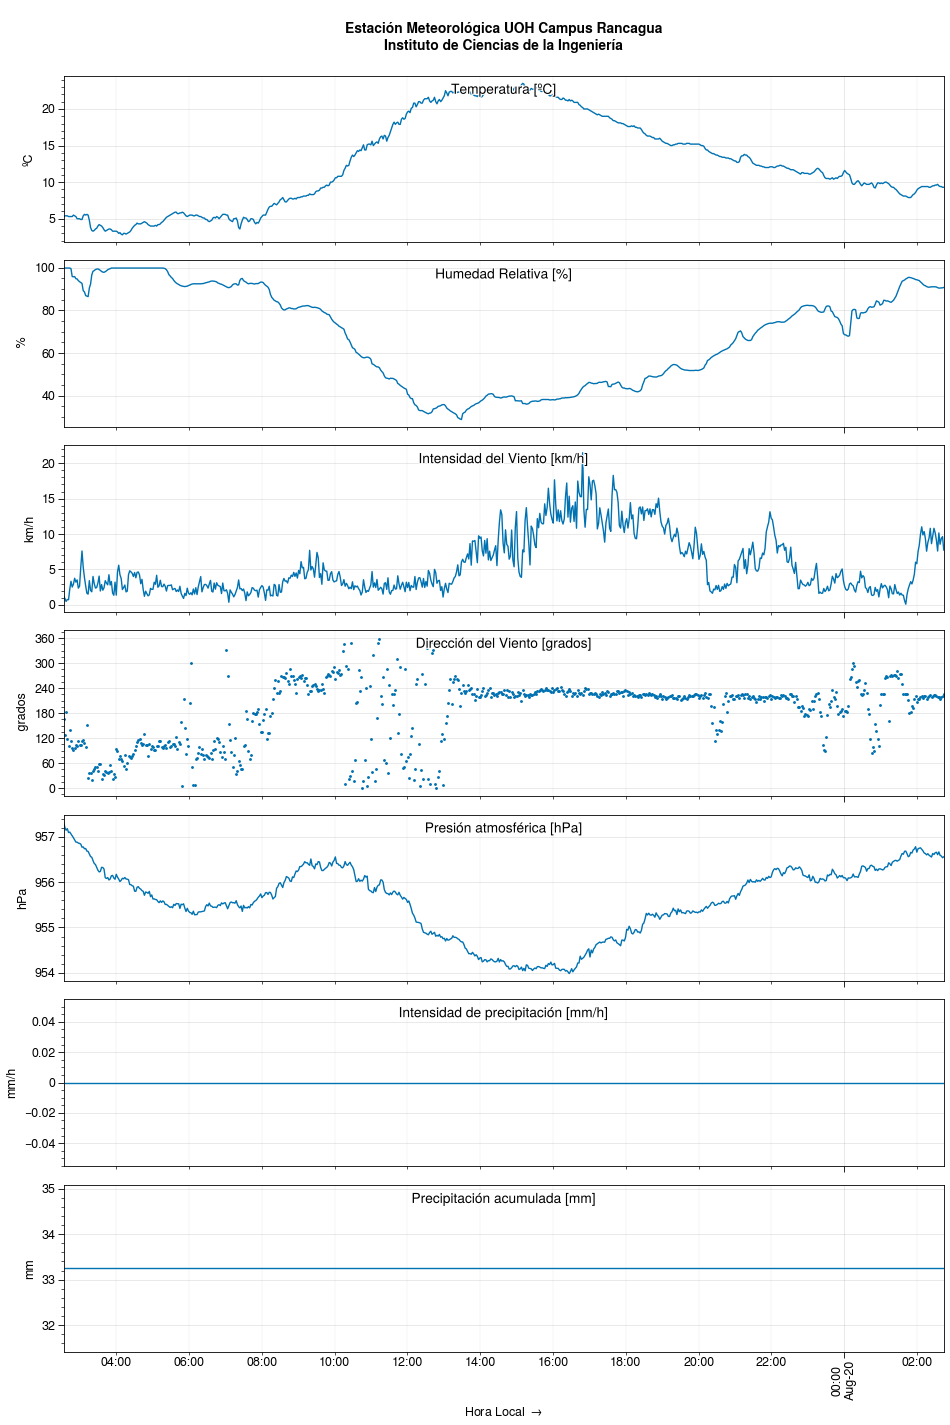 Estación Meteorológica UOH Campus Rancagua
Instituto de Ciencias de la Ingeniería
Temperatura [ºC]
ºC
20
15
10
5
Humedad Relativa [%]
%
100
80
60
40
Intensidad del Viento [km/h]
km/h
20
15
10
5
0
Dirección del Viento [grados]
grados
360
300
240
180
120
60
0
Presión atmosférica [hPa]
hPa
957
956
955
954
Intensidad de precipitación [mm/h]
mm/h
0.04
0.02
0
−0.02
−0.04
Precipitación acumulada [mm]
mm
35
34
33
32
04:00 06:00 08:00 10:00 12:00 14:00 16:00 18:00 20:00 22:00 00:00 02:00
Aug-20
Hora Local →